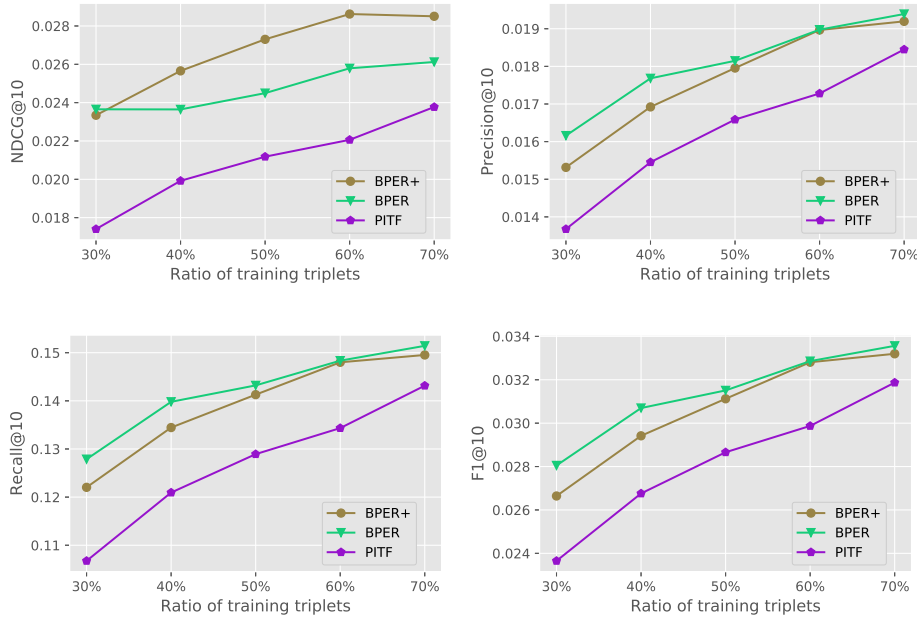 NDCG@10
0.028
0.026
0.024
0.022
0.020
0.018
BPER+
BPER
PITF
30% 40% 50% 60% 70%
Ratio of training triplets
Precision@10
0.019
0.018
0.017
0.016
0.015
0.014
BPER+
BPER
PITF
30% 40% 50% 60% 70%
Ratio of training triplets
Recall@10
0.15
0.14
0.13
0.12
0.11
BPER+
BPER
PITF
30% 40% 50% 60% 70%
Ratio of training triplets
F1@10
0.034
0.032
0.030
0.028
0.026
0.024
BPER+
BPER
PITF
30% 40% 50% 60% 70%
Ratio of training triplets